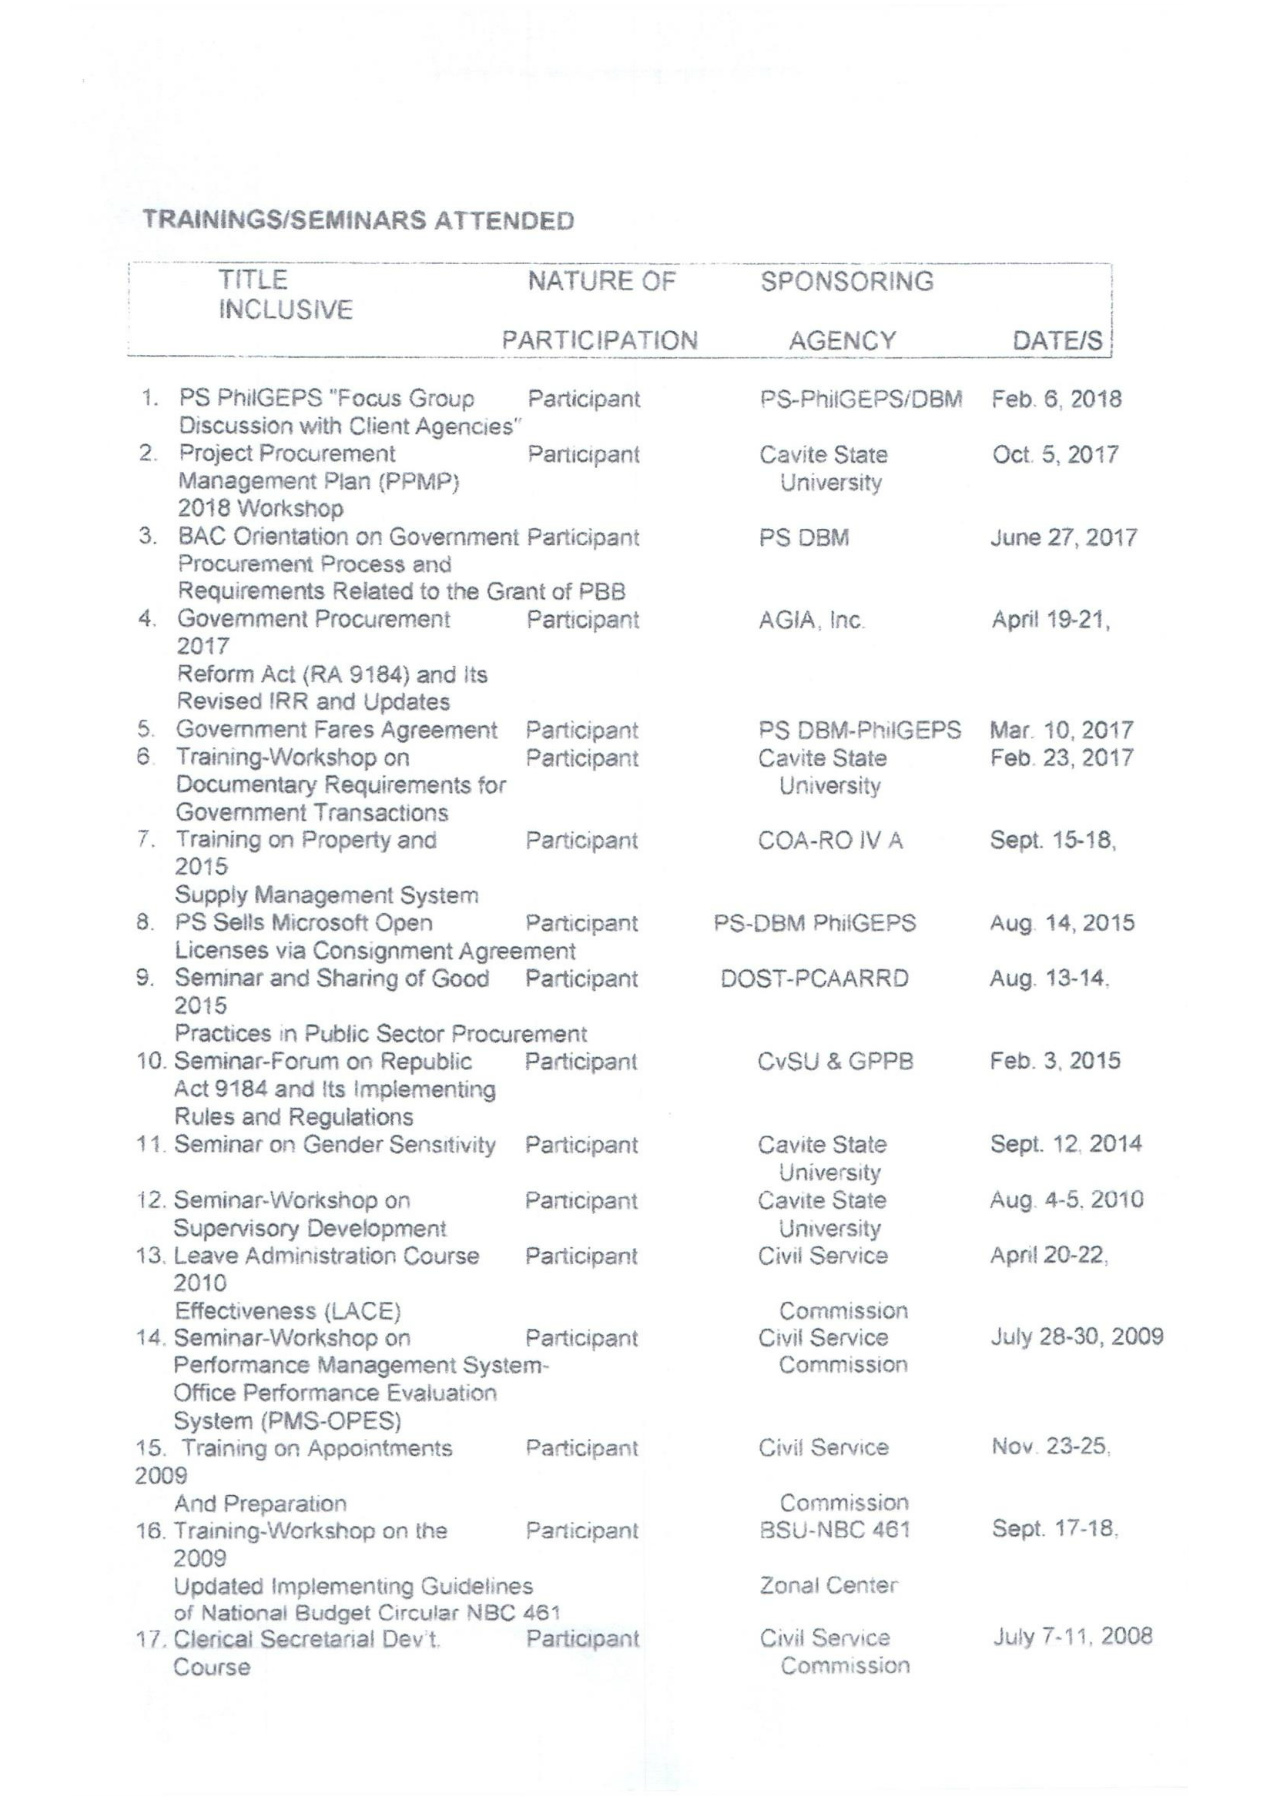 TRAININGS/SEMINARS ATTENDED
TITLE NATURE OF SPONSORING
INCLUSIVE
PARTICIPATION AGENCY DATE/S
1. PS PhilGEPS "Focus Group Participant PS-PhilGEPS/DBM Feb. 6, 2018
Discussion with Client Agencies"
2. Project Procurement Participant Cavite State Oct. 5, 2017
Management Plan (PPMP) University
2018 Workshop
3. BAC Orientation on Government Participant PS DBM June 27, 2017
Procurement Process and
Requirements Related to the Grant of PBB
4. Government Procurement Participant AGIA, Inc. April 19-21,
2017
Reform Act (RA 9184) and Its
Revised IRR and Updates
5. Government Fares Agreement Participant PS DBM-PhilGEPS Mar. 10, 2017
6. Training-Workshop on Participant Cavite State Feb. 23, 2017
Documentary Requirements for University
Government Transactions
7. Training on Property and Participant COA-RO IV A Sept. 15-18,
2015
Supply Management System
8. PS Sells Microsoft Open Participant PS-DBM PhilGEPS Aug. 14, 2015
Licenses via Consignment Agreement
9. Seminar and Sharing of Good Participant DOST-PCAARRD Aug. 13-14,
2015
Practices in Public Sector Procurement
10. Seminar-Forum on Republic Participant CvSU & GPPB Feb. 3, 2015
Act 9184 and Its Implementing
Rules and Regulations
11. Seminar on Gender Sensitivity Participant Cavite State Sept. 12, 2014
University
12. Seminar-Workshop on Participant Cavite State Aug. 4-5, 2010
Supervisory Development University
13. Leave Administration Course Participant Civil Service April 20-22,
2010
Effectiveness (LACE) Commission
14. Seminar-Workshop on Participant Civil Service July 28-30, 2009
Performance Management System- Commission
Office Performance Evaluation
System (PMS-OPES)
15. Training on Appointments Participant Civil Service Nov. 23-25,
2009
And Preparation Commission
16. Training-Workshop on the Participant BSU-NBC 461 Sept. 17-18,
2009
Updated Implementing Guidelines Zonal Center
of National Budget Circular NBC 461
17. Clerical Secretarial Dev't. Participant Civil Service July 7-11, 2008
Course Commission